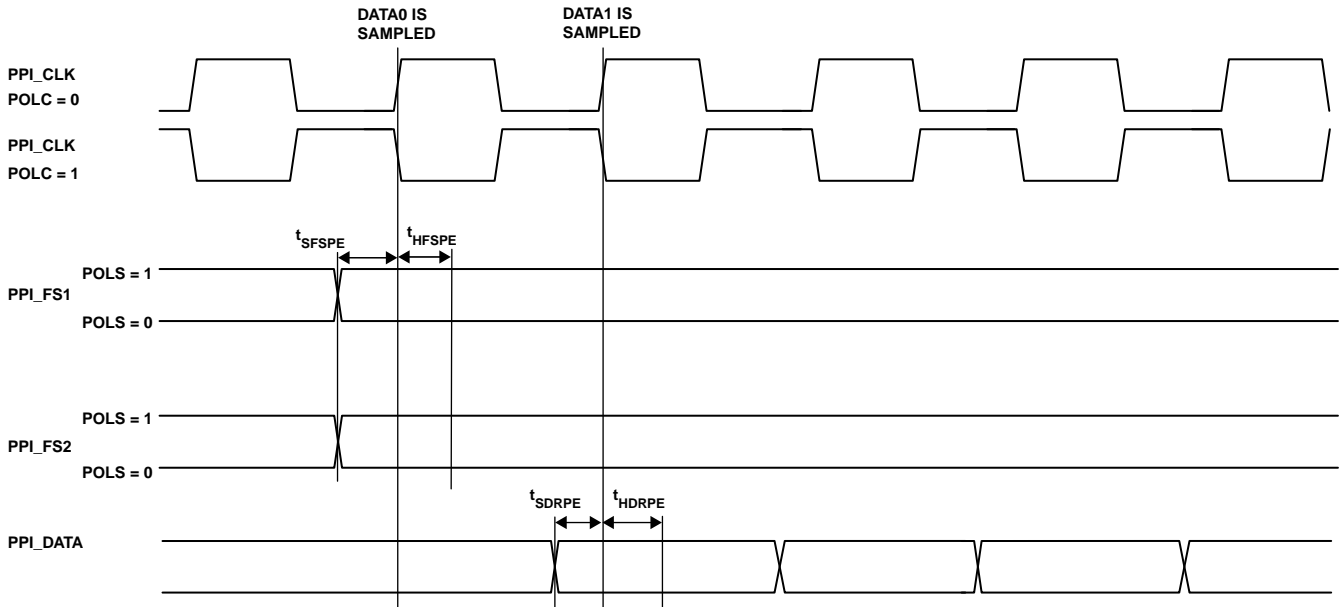 DATA0 IS
SAMPLED
DATA1 IS
SAMPLED
PPI_CLK
POLC = 0
PPI_CLK
POLC = 1
tSFSPE
tHFSPE
POLS = 1
PPI_FS1
POLS = 0
POLS = 1
PPI_FS2
POLS = 0
tSDRPE
tHDRPE
PPI_DATA